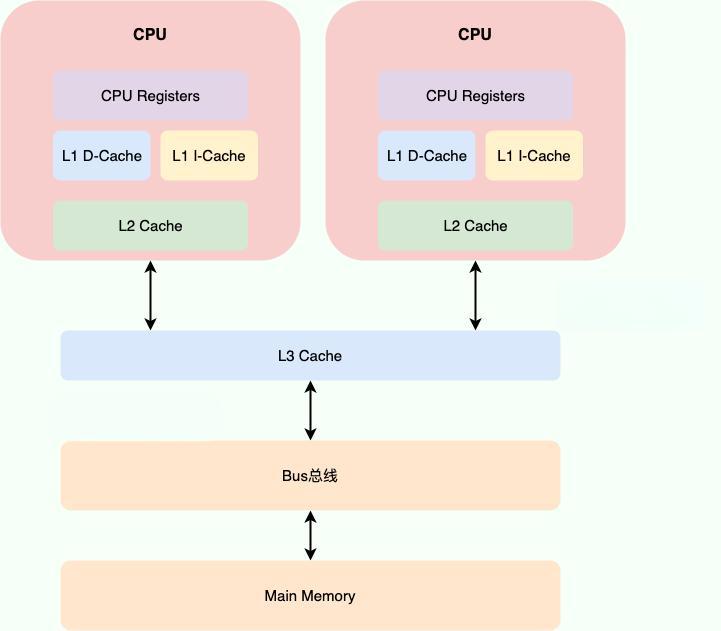 CPU
CPU
CPU Registers
CPU Registers
L1 D-Cache
L1 I-Cache
L1 D-Cache
L1 I-Cache
L2 Cache
L2 Cache
L3 Cache
Bus总线
Main Memory